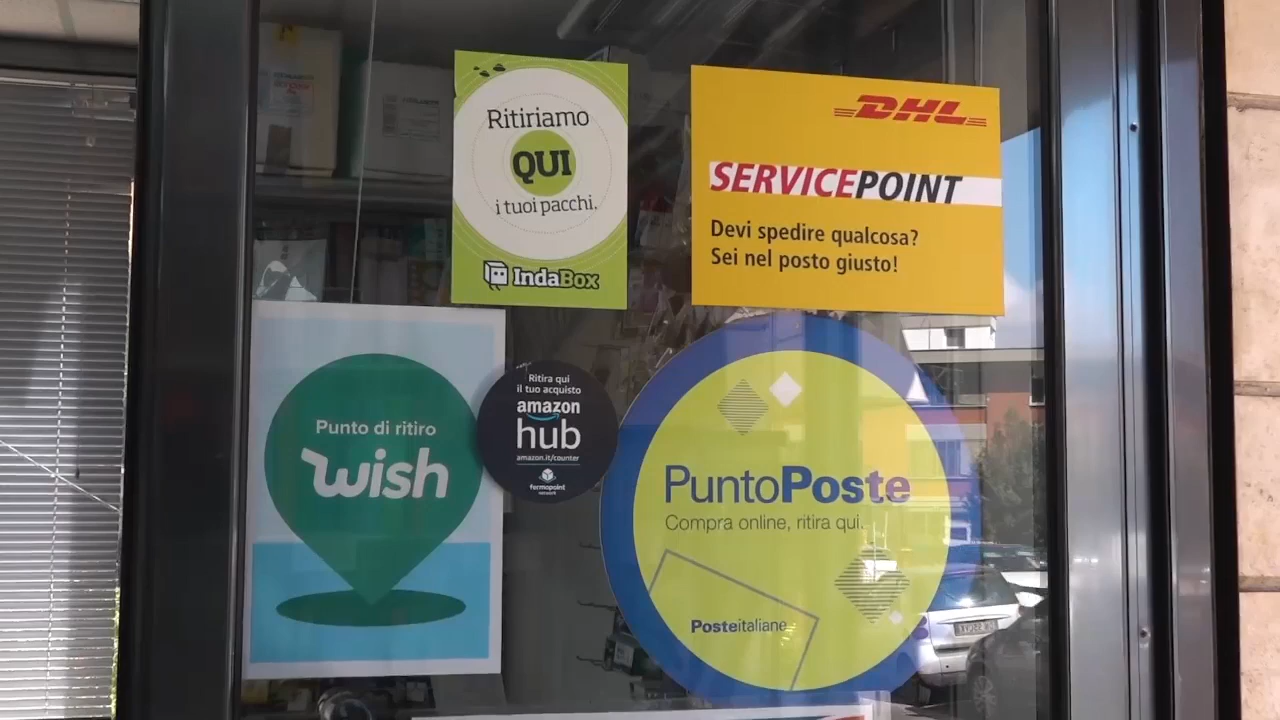 Ritiriamo
QUI
i tuoi pacchi.
IndaBox
DHL
SERVICEPOINT
Devi spedire qualcosa?
Sei nel posto giusto!
Punto di ritiro
wish
Ritira qui
il tuo acquisto
amazon
hub
amazon.it/counter
fermopoint
network
PuntoPoste
Compra online, ritira qui.
Posteitaliane